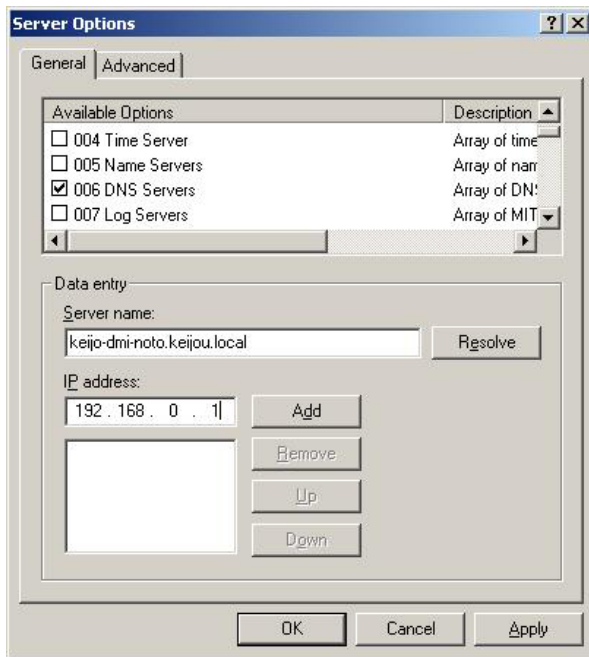 Server Options
General Advanced
Available Options Description
004 Time Server Array of time
005 Name Servers Array of nam
006 DNS Servers Array of DN
007 Log Servers Array of MIT
Data entry
Server name:
keijo-dmi-noto.keijou.local Resolve
IP address:
192 . 168 . 0 . 1 Add
Remove
Up
Down
OK Cancel Apply